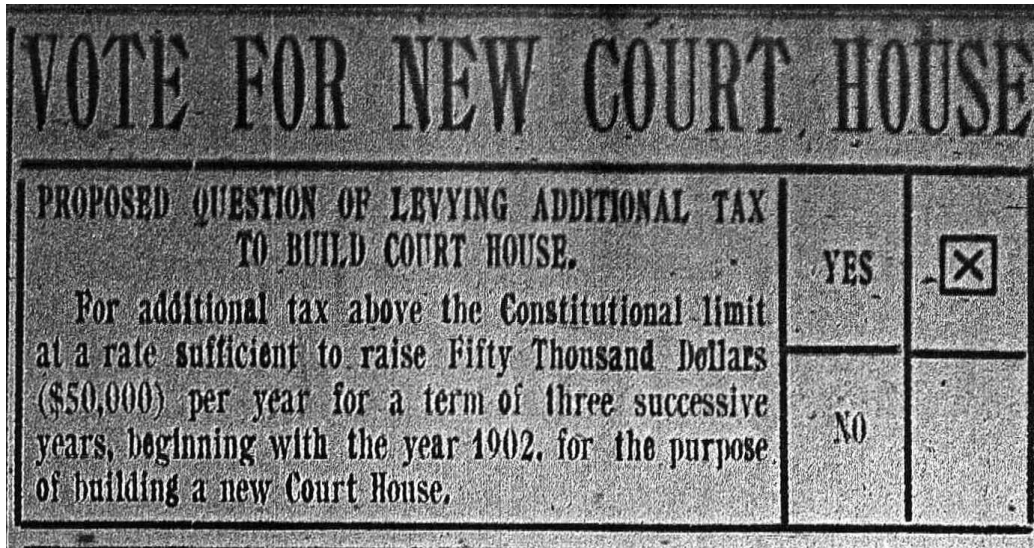 VOTE FOR NEW COURT HOUSE
PROPOSED QUESTION OF LEVYING ADDITIONAL TAX
TO BUILD COURT HOUSE.
For additional tax above the Constitutional limit
at a rate sufficient to raise Fifty Thousand Dollars
($50,000) per year for a term of three successive
years, beginning with the year 1902, for the purpose
of building a new Court House.
YES
X
NO